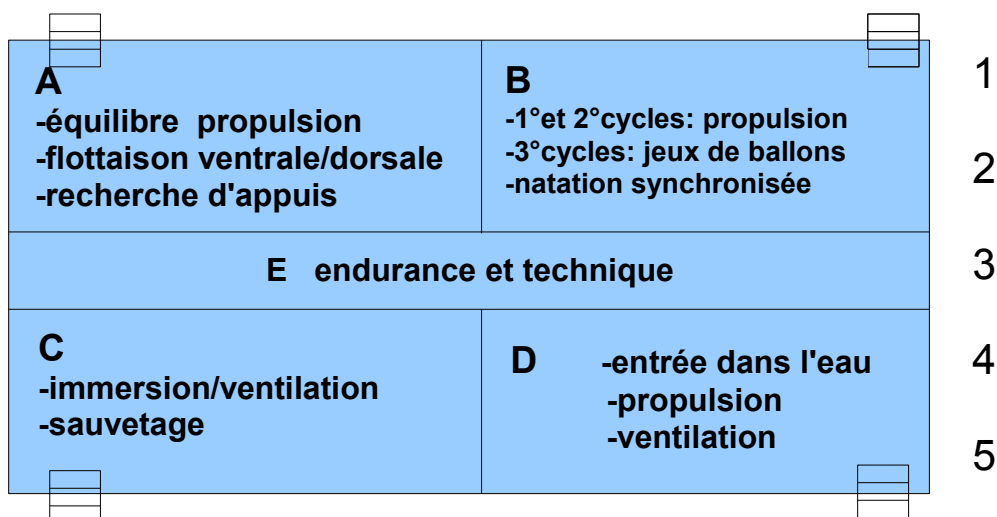 A
-équilibre propulsion
-flottaison ventrale/dorsale
-recherche d'appuis
B
-1°et 2°cycles: propulsion
-3°cycles: jeux de ballons
-natation synchronisée
E endurance et technique
C
-immersion/ventilation
-sauvetage
D -entrée dans l'eau
-propulsion
-ventilation
1
2
3
4
5